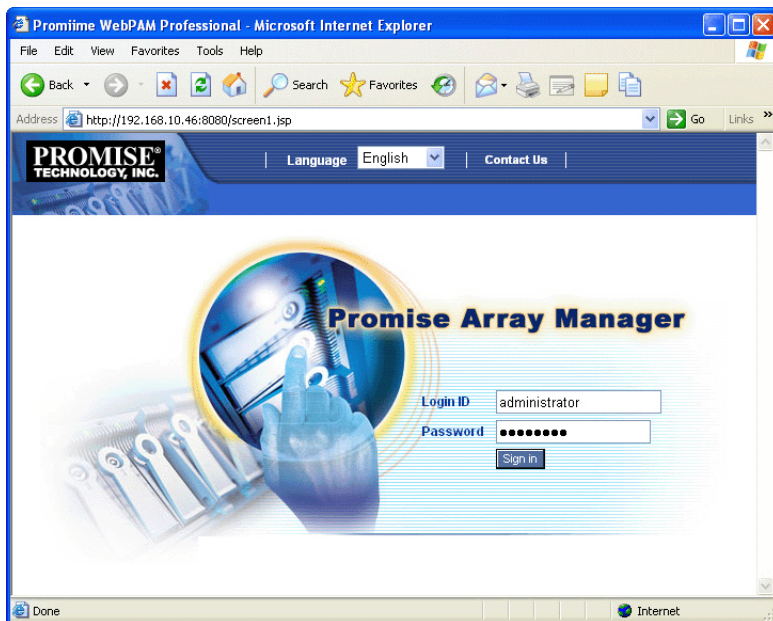 Promiime WebPAM Professional - Microsoft Internet Explorer
File Edit View Favorites Tools Help
Back Search Favorites
Address http://192.168.10.46:8080/screen1.jsp Go Links »
PROMISE®
TECHNOLOGY, INC.
| Language English | Contact Us |
Promise Array Manager
Login ID administrator
Password ●●●●●●●●
Sign in
Done Internet